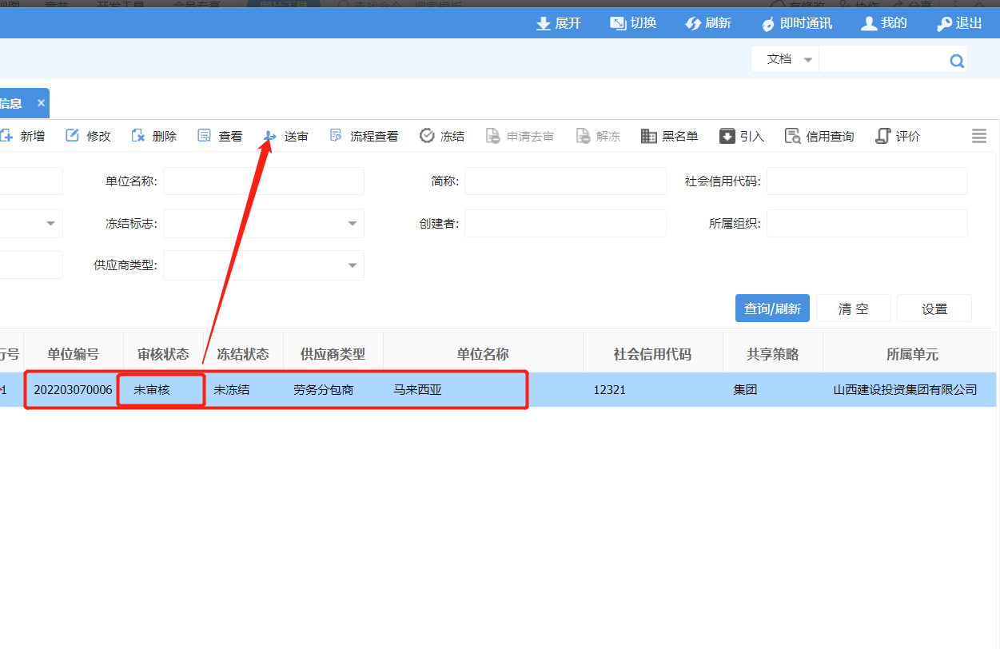 展开 切换 刷新 即时通讯 我的 退出
文档
信息 ×
新增 修改 删除 查看 送审 流程查看 冻结 申请去审 解冻 黑名单 引入 信用查询 评价
单位名称: 简称: 社会信用代码:
冻结标志: 创建者: 所属组织:
供应商类型:
查询/刷新 清 空 设置
行号 单位编号 审核状态 冻结状态 供应商类型 单位名称 社会信用代码 共享策略 所属单元
1 202203070006 未审核 未冻结 劳务分包商 马来西亚 12321 集团 山西建设投资集团有限公司